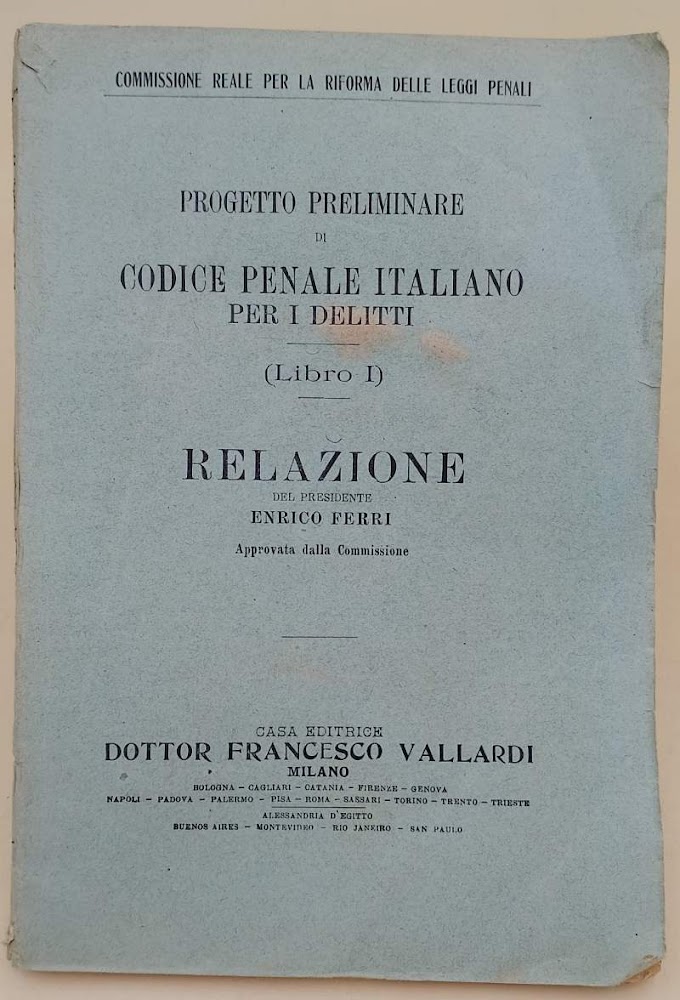 COMMISSIONE REALE PER LA RIFORMA DELLE LEGGI PENALI
PROGETTO PRELIMINARE
DI
CODICE PENALE ITALIANO
PER I DELITTI
(Libro I)
RELAZIONE
DEL PRESIDENTE
ENRICO FERRI
Approvata dalla Commissione
CASA EDITRICE
DOTTOR FRANCESCO VALLARDI
MILANO
BOLOGNA – CAGLIARI – CATANIA – FIRENZE – GENOVA
NAPOLI – PADOVA – PALERMO – PISA – ROMA – SASSARI – TORINO – TRENTO – TRIESTE
ALESSANDRIA D'EGITTO
BUENOS AIRES – MONTEVIDEO – RIO JANEIRO – SAN PAULO